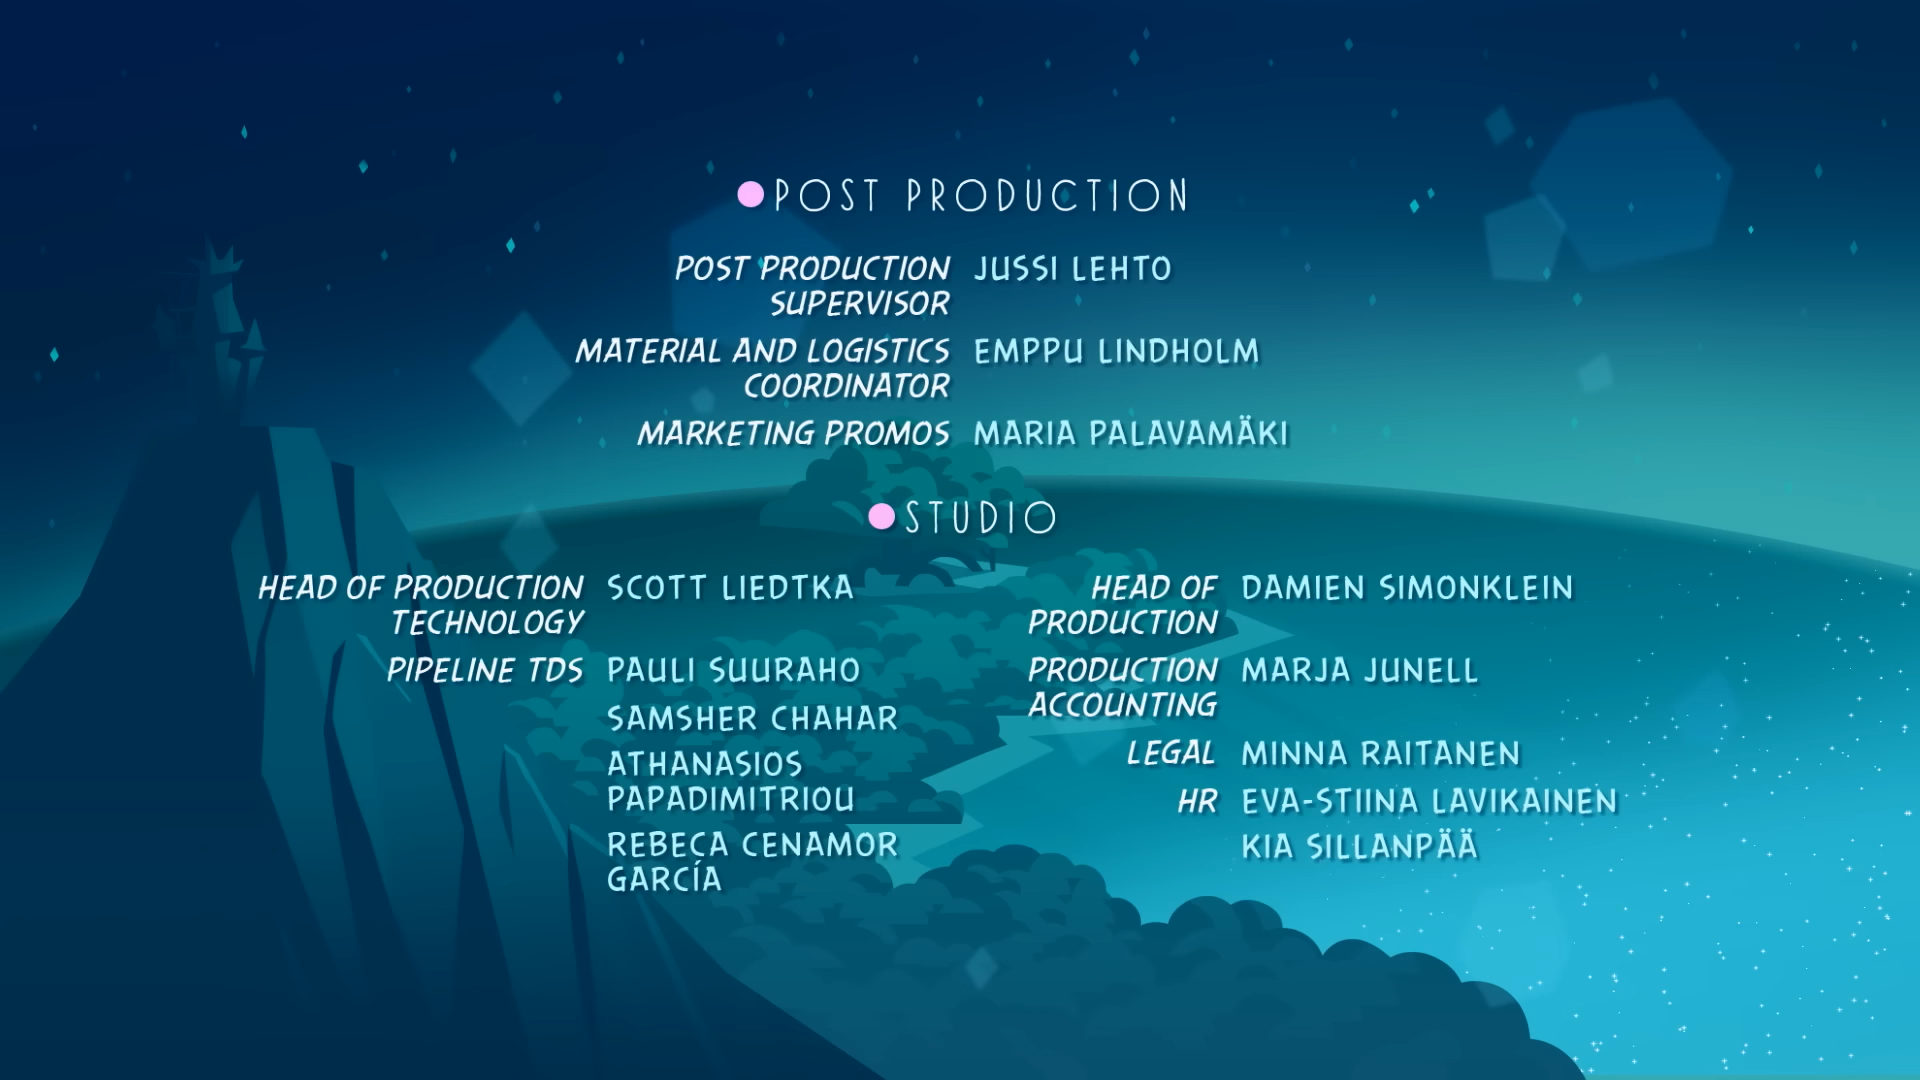 POST PRODUCTION
POST PRODUCTION JUSSI LEHTO
SUPERVISOR
MATERIAL AND LOGISTICS EMPPU LINDHOLM
COORDINATOR
MARKETING PROMOS MARIA PALAVAMÄKI
STUDIO
HEAD OF PRODUCTION SCOTT LIEDTKA
TECHNOLOGY
PIPELINE TDS PAULI SUURAHO
SAMSHER CHAHAR
ATHANASIOS
PAPADIMITRIOU
REBECA CENAMOR
GARCÍA
HEAD OF DAMIEN SIMONKLEIN
PRODUCTION
PRODUCTION MARJA JUNELL
ACCOUNTING
LEGAL MINNA RAITANEN
HR EVA-STIINA LAVIKAINEN
KIA SILLANPÄÄ